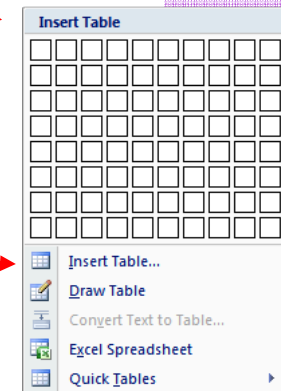 Insert Table
Insert Table...
Draw Table
Convert Text to Table...
Excel Spreadsheet
Quick Tables